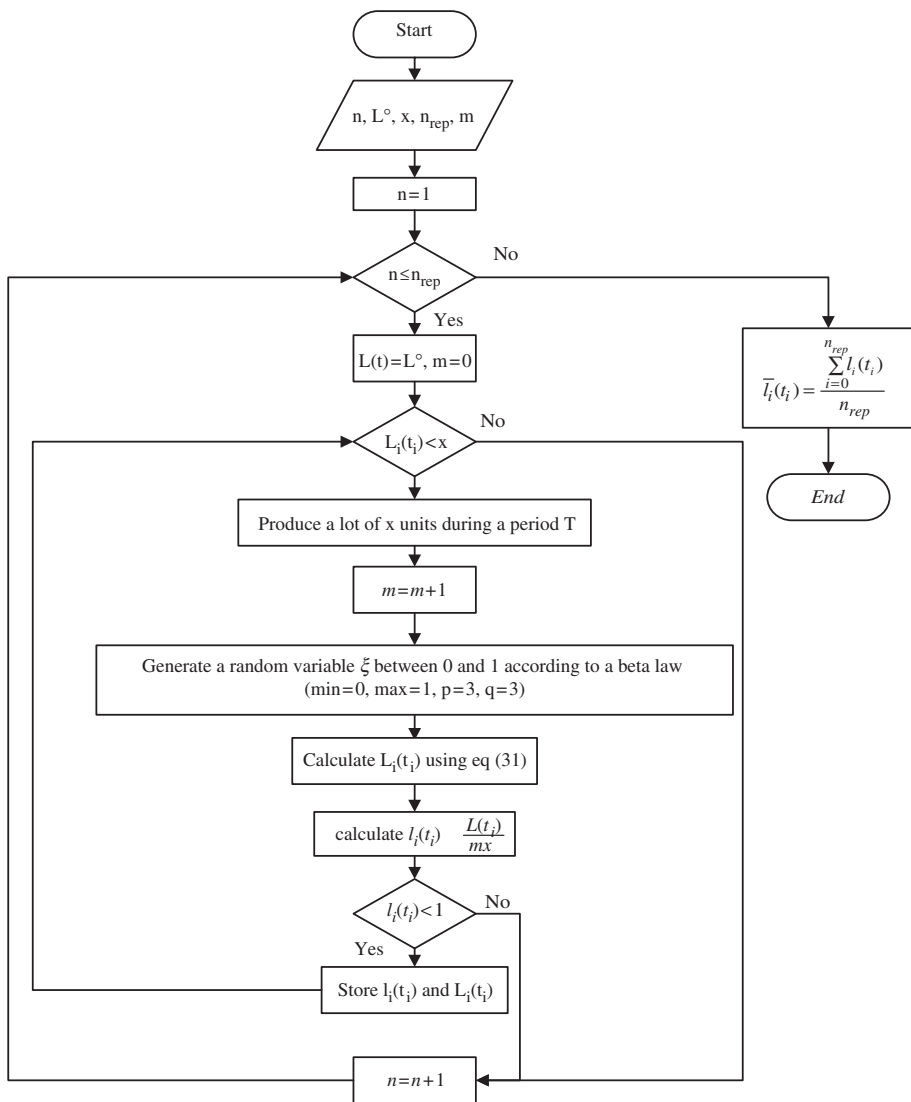 Start
n, L°, x, n_rep, m
n=1
n≤n_rep
No
Yes
L(t)=L°, m=0
L_i(t_i)<x
No
Produce a lot of x units during a period T
m=m+1
Generate a random variable ξ between 0 and 1 according to a beta law
(min=0, max=1, p=3, q=3)
Calculate L_i(t_i) using eq (31)
calculate l_i(t_i) L(t_i)/mx
l_i(t_i)<1
No
Yes
Store l_i(t_i) and L_i(t_i)
n=n+1
n_rep
l̅_i(t_i)=∑l_i(t_i)
i=0
n_rep
End